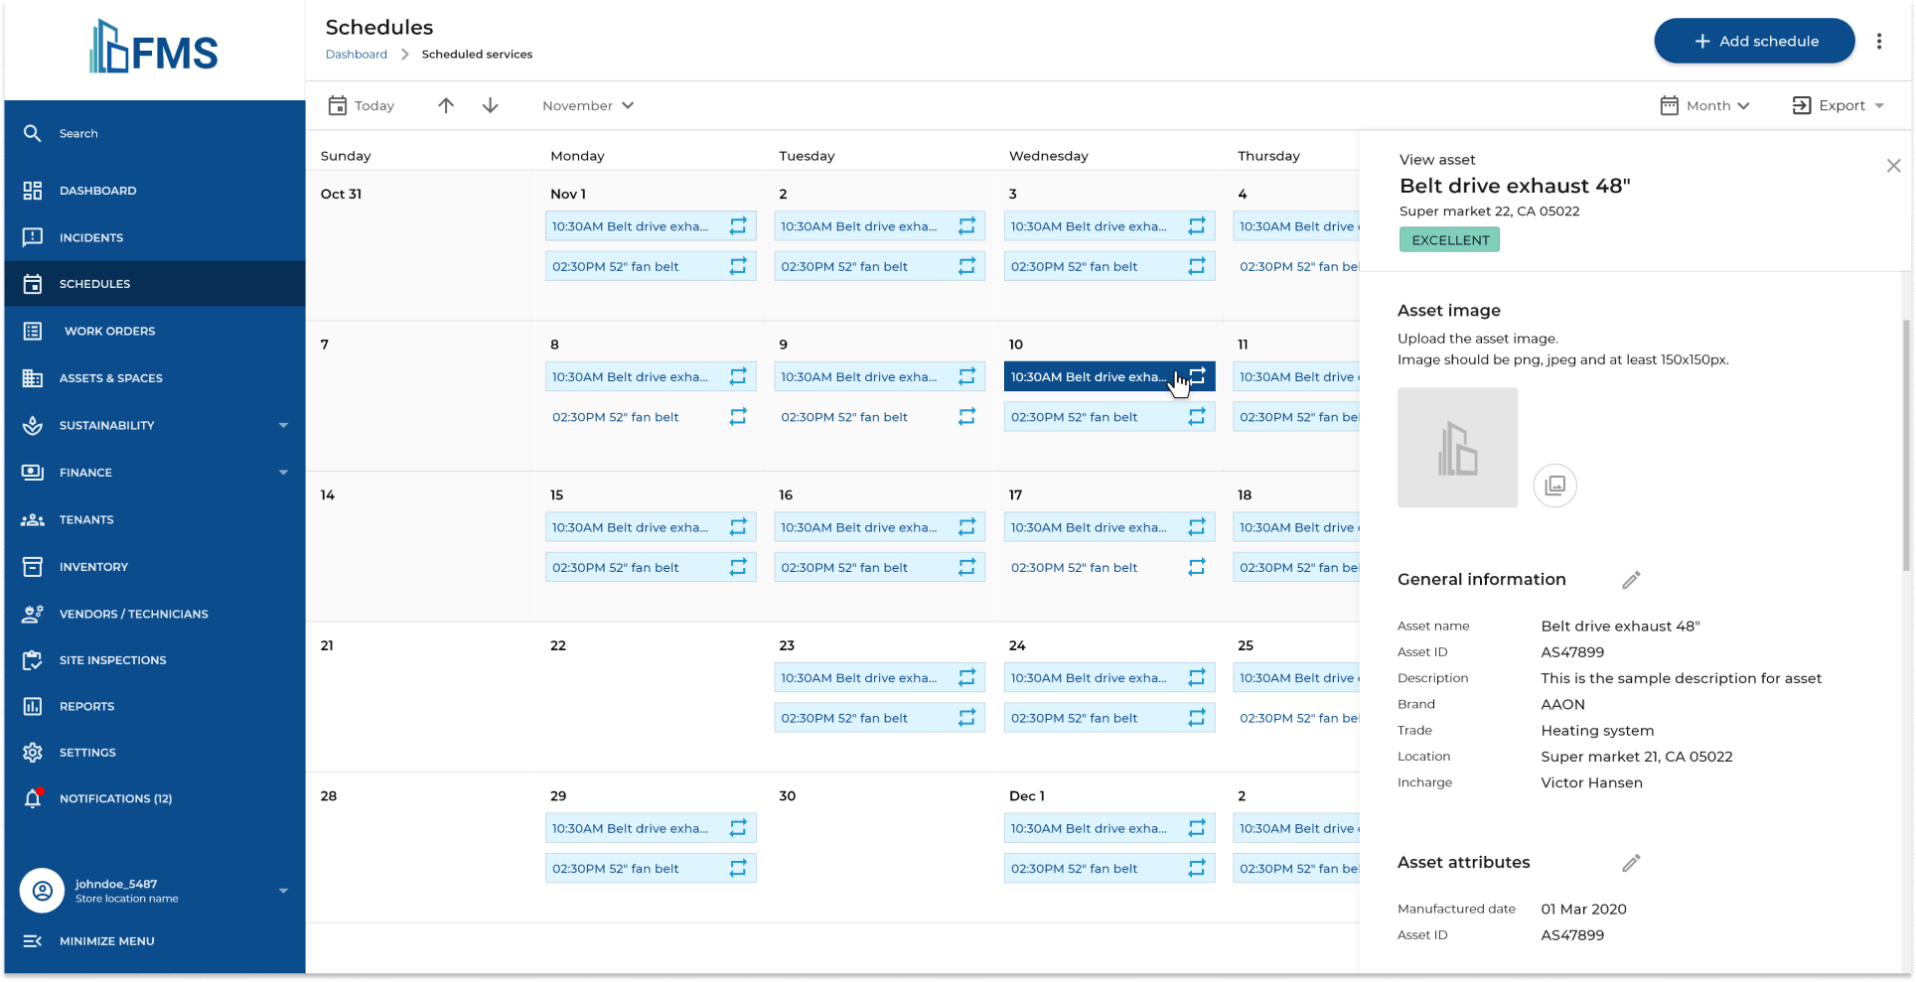 FMS
Search
DASHBOARD
INCIDENTS
SCHEDULES
WORK ORDERS
ASSETS & SPACES
SUSTAINABILITY
FINANCE
TENANTS
INVENTORY
VENDORS / TECHNICIANS
SITE INSPECTIONS
REPORTS
SETTINGS
NOTIFICATIONS (12)
johndoe_5487
Store location name
MINIMIZE MENU
Schedules
Dashboard Scheduled services
Add schedule
Today November Month Export
Sunday Monday Tuesday Wednesday Thursday
Oct 31 Nov 1 2 3 4
10:30AM Belt drive exha... 10:30AM Belt drive exha... 10:30AM Belt drive exha... 10:30AM Belt drive
02:30PM 52" fan belt 02:30PM 52" fan belt 02:30PM 52" fan belt 02:30PM 52" fan bel
7 8 9 10 11
10:30AM Belt drive exha... 10:30AM Belt drive exha... 10:30AM Belt drive exha... 10:30AM Belt drive
02:30PM 52" fan belt 02:30PM 52" fan belt 02:30PM 52" fan belt 02:30PM 52" fan bel
14 15 16 17 18
10:30AM Belt drive exha... 10:30AM Belt drive exha... 10:30AM Belt drive exha... 10:30AM Belt drive
02:30PM 52" fan belt 02:30PM 52" fan belt 02:30PM 52" fan belt 02:30PM 52" fan bel
21 22 23 24 25
10:30AM Belt drive exha... 10:30AM Belt drive exha... 10:30AM Belt drive
02:30PM 52" fan belt 02:30PM 52" fan belt 02:30PM 52" fan bel
28 29 30 Dec 1 2
10:30AM Belt drive exha... 10:30AM Belt drive exha... 10:30AM Belt drive
02:30PM 52" fan belt 02:30PM 52" fan belt 02:30PM 52" fan bel
View asset
Belt drive exhaust 48"
Super market 22, CA 05022
EXCELLENT
Asset image
Upload the asset image.
Image should be png, jpeg and at least 150x150px.
General information
Asset name Belt drive exhaust 48"
Asset ID AS47899
Description This is the sample description for asset
Brand AAON
Trade Heating system
Location Super market 21, CA 05022
Incharge Victor Hansen
Asset attributes
Manufactured date 01 Mar 2020
Asset ID AS47899